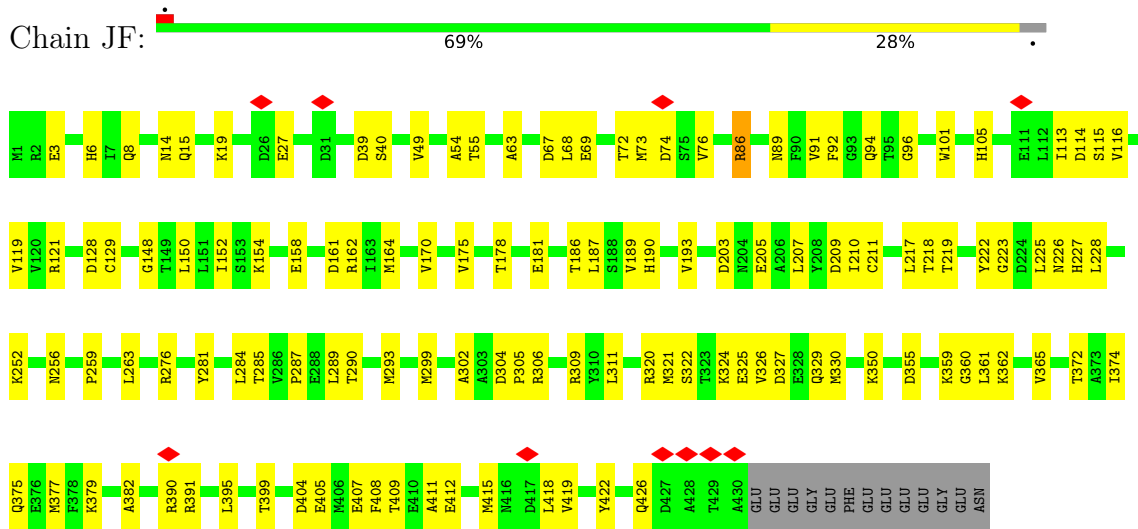 Chain JF:
69% 28%
M1 R2 E3 H6 I7 Q8 N14 Q15 K19 D26 E27 D31 D39 S40 V49 A54 T55 A63 D67 L68 E69 T72 M73 D74 S75 V76 R86 N89 F90 V91 F92 G93 Q94 T95 G96 W101 H105 E111 L112 I113 D114 S115 V116
V119 V120 R121 D128 C129 G148 T149 L150 L151 I152 S153 K154 E158 D161 R162 I163 M164 V170 V175 T178 E181 T186 L187 S188 V189 H190 V193 D203 N204 E205 A206 L207 Y208 D209 I210 C211 L217 T218 T219 Y222 G223 D224 L225 N226 H227 L228
K252 N256 P259 L263 R276 Y281 L284 T285 V286 P287 E288 L289 T290 M293 M299 A302 A303 D304 P305 R306 R309 Y310 L311 R320 M321 S322 T323 K324 E325 V326 D327 E328 Q329 M330 K350 D355 K359 G360 L361 K362 V365 T372 A373 I374
Q375 E376 M377 F378 K379 A382 R390 R391 L395 T399 D404 E405 M406 E407 F408 T409 E410 A411 E412 M415 N416 D417 L418 V419 Y422 Q426 D427 A428 T429 A430 GLU GLU GLU GLY GLU PHE GLU GLU GLU GLU GLY GLU ASN